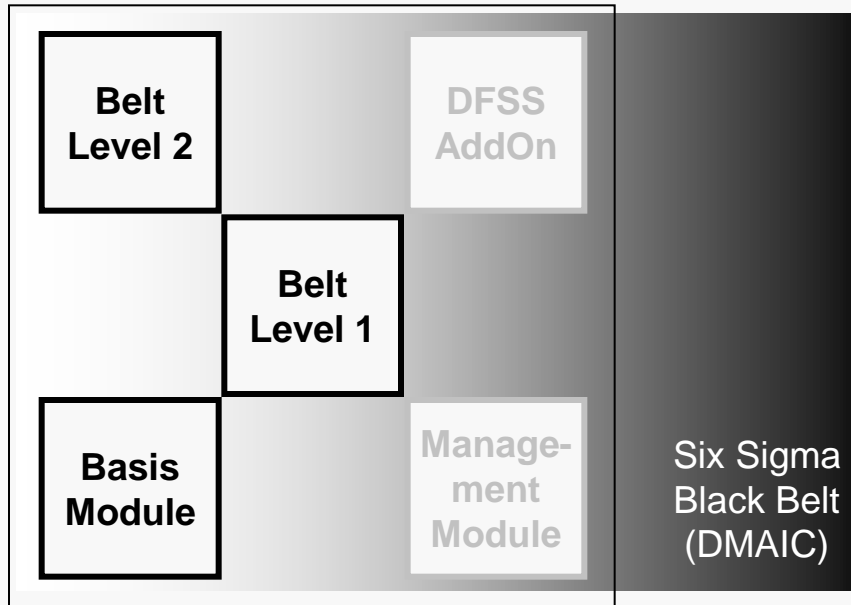 Belt
Level 2
DFSS
AddOn
Belt
Level 1
Basis
Module
Manage-
ment
Module
Six Sigma
Black Belt
(DMAIC)